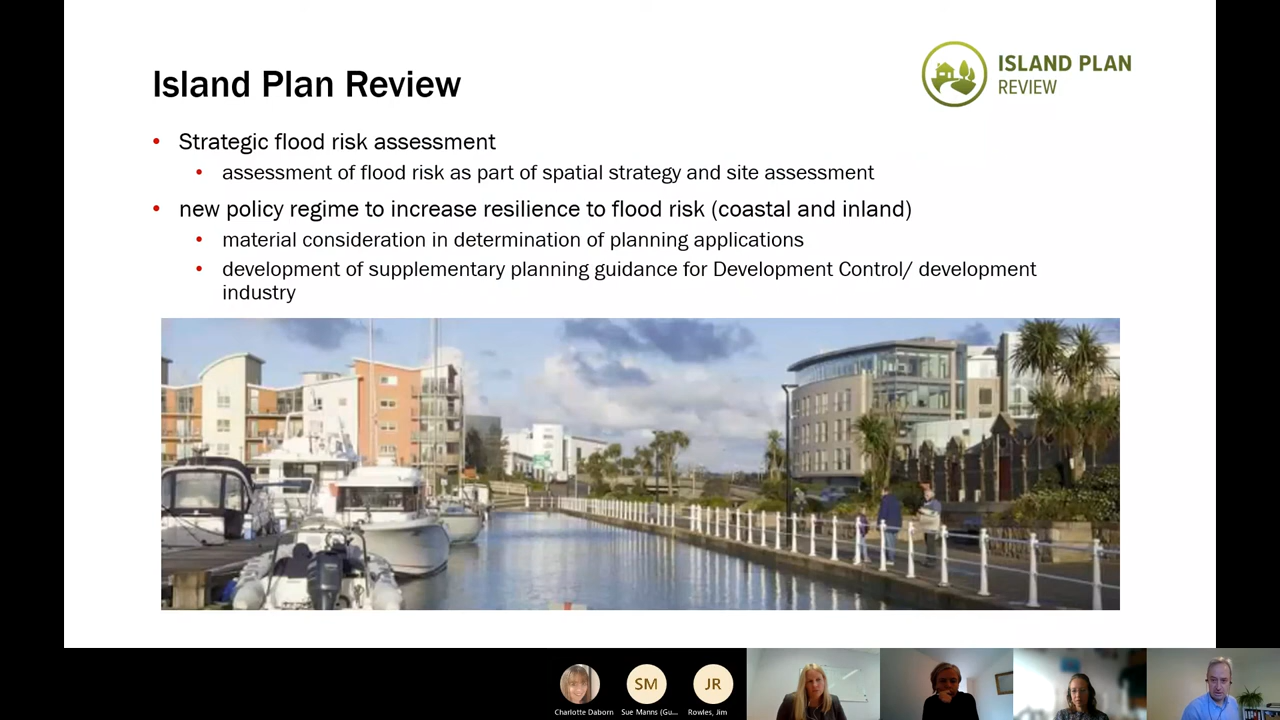 Island Plan Review
ISLAND PLAN
REVIEW
• Strategic flood risk assessment
• assessment of flood risk as part of spatial strategy and site assessment
• new policy regime to increase resilience to flood risk (coastal and inland)
• material consideration in determination of planning applications
• development of supplementary planning guidance for Development Control/ development
industry
SM
JR
Charlotte Daborn
Sue Manns (Gu...
Rowles, Jim